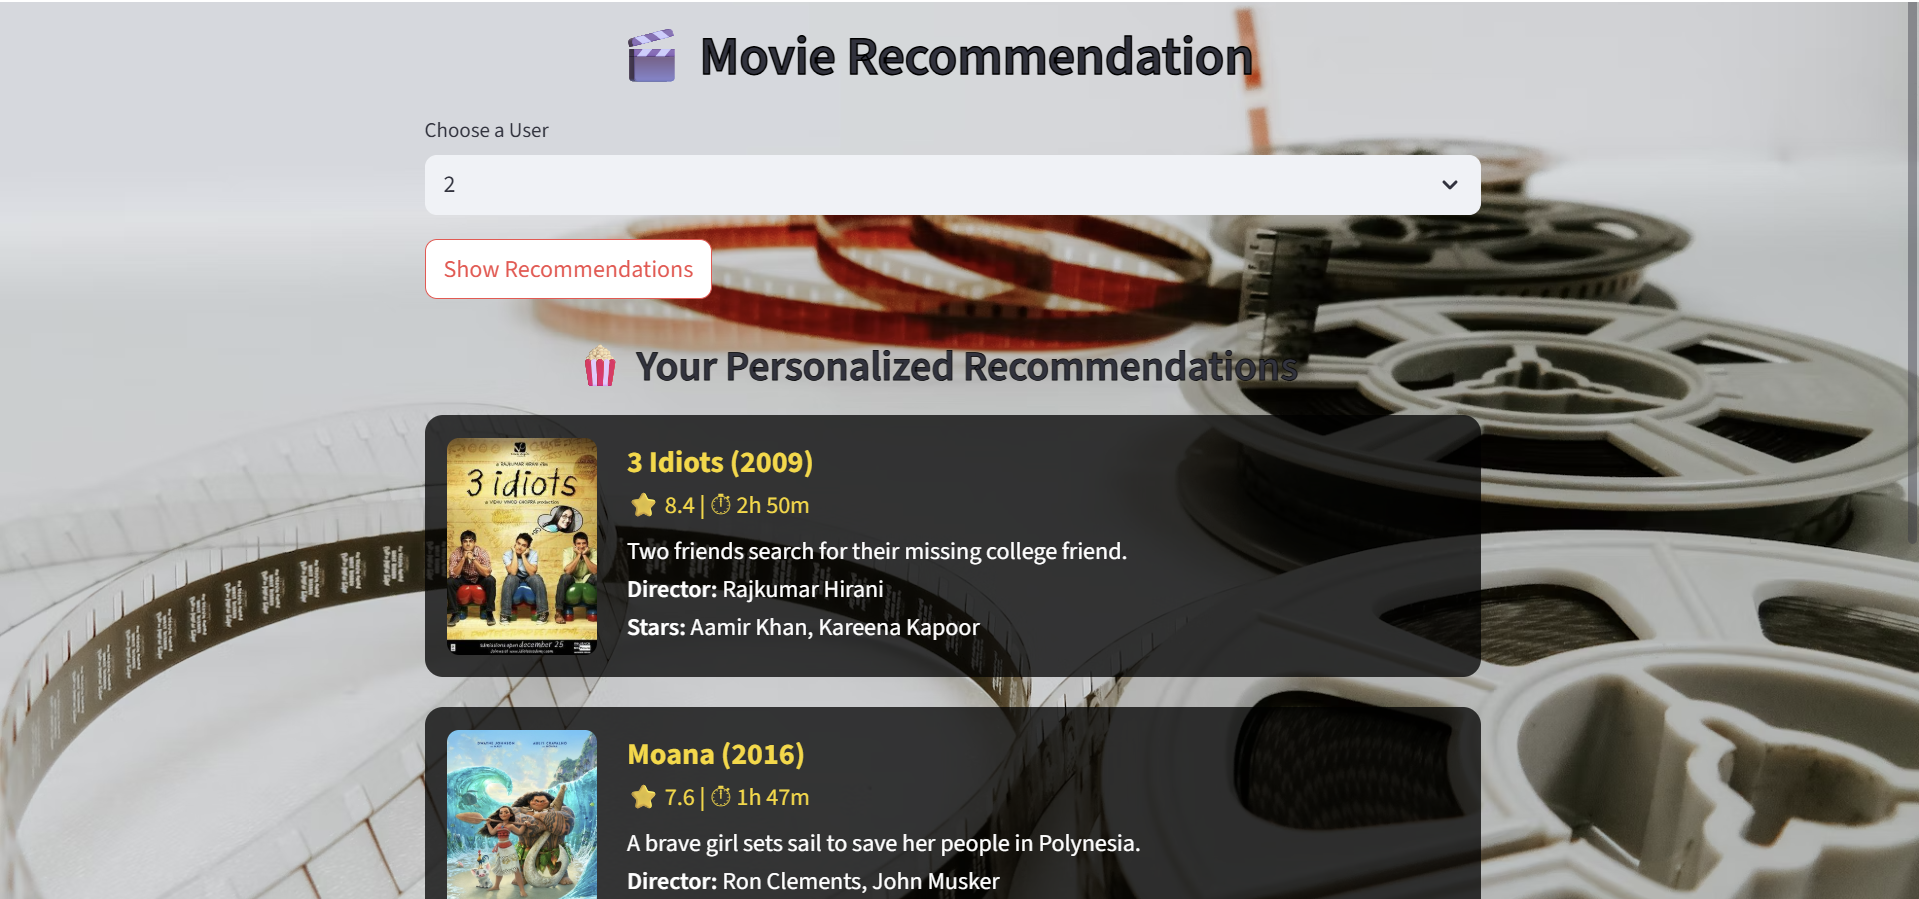 Movie Recommendation
Choose a User
2
Show Recommendations
Your Personalized Recommendations
3 idiots
3 Idiots (2009)
8.4 | 2h 50m
Two friends search for their missing college friend.
Director: Rajkumar Hirani
Stars: Aamir Khan, Kareena Kapoor
Moana (2016)
7.6 | 1h 47m
A brave girl sets sail to save her people in Polynesia.
Director: Ron Clements, John Musker